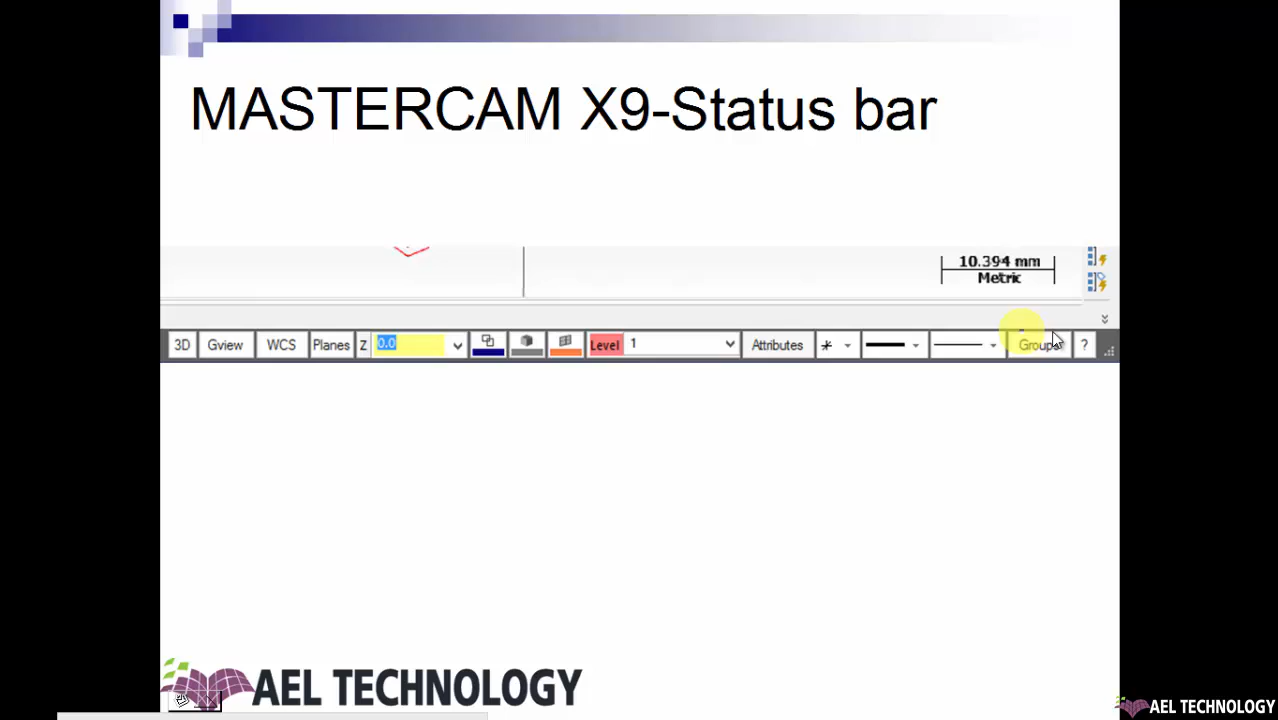 MASTERCAM X9-Status bar
10.394 mm
Metric
3D Gview WCS Planes Z 0.0 Level 1 Attributes Groups ?
AEL TECHNOLOGY
AEL TECHNOLOGY